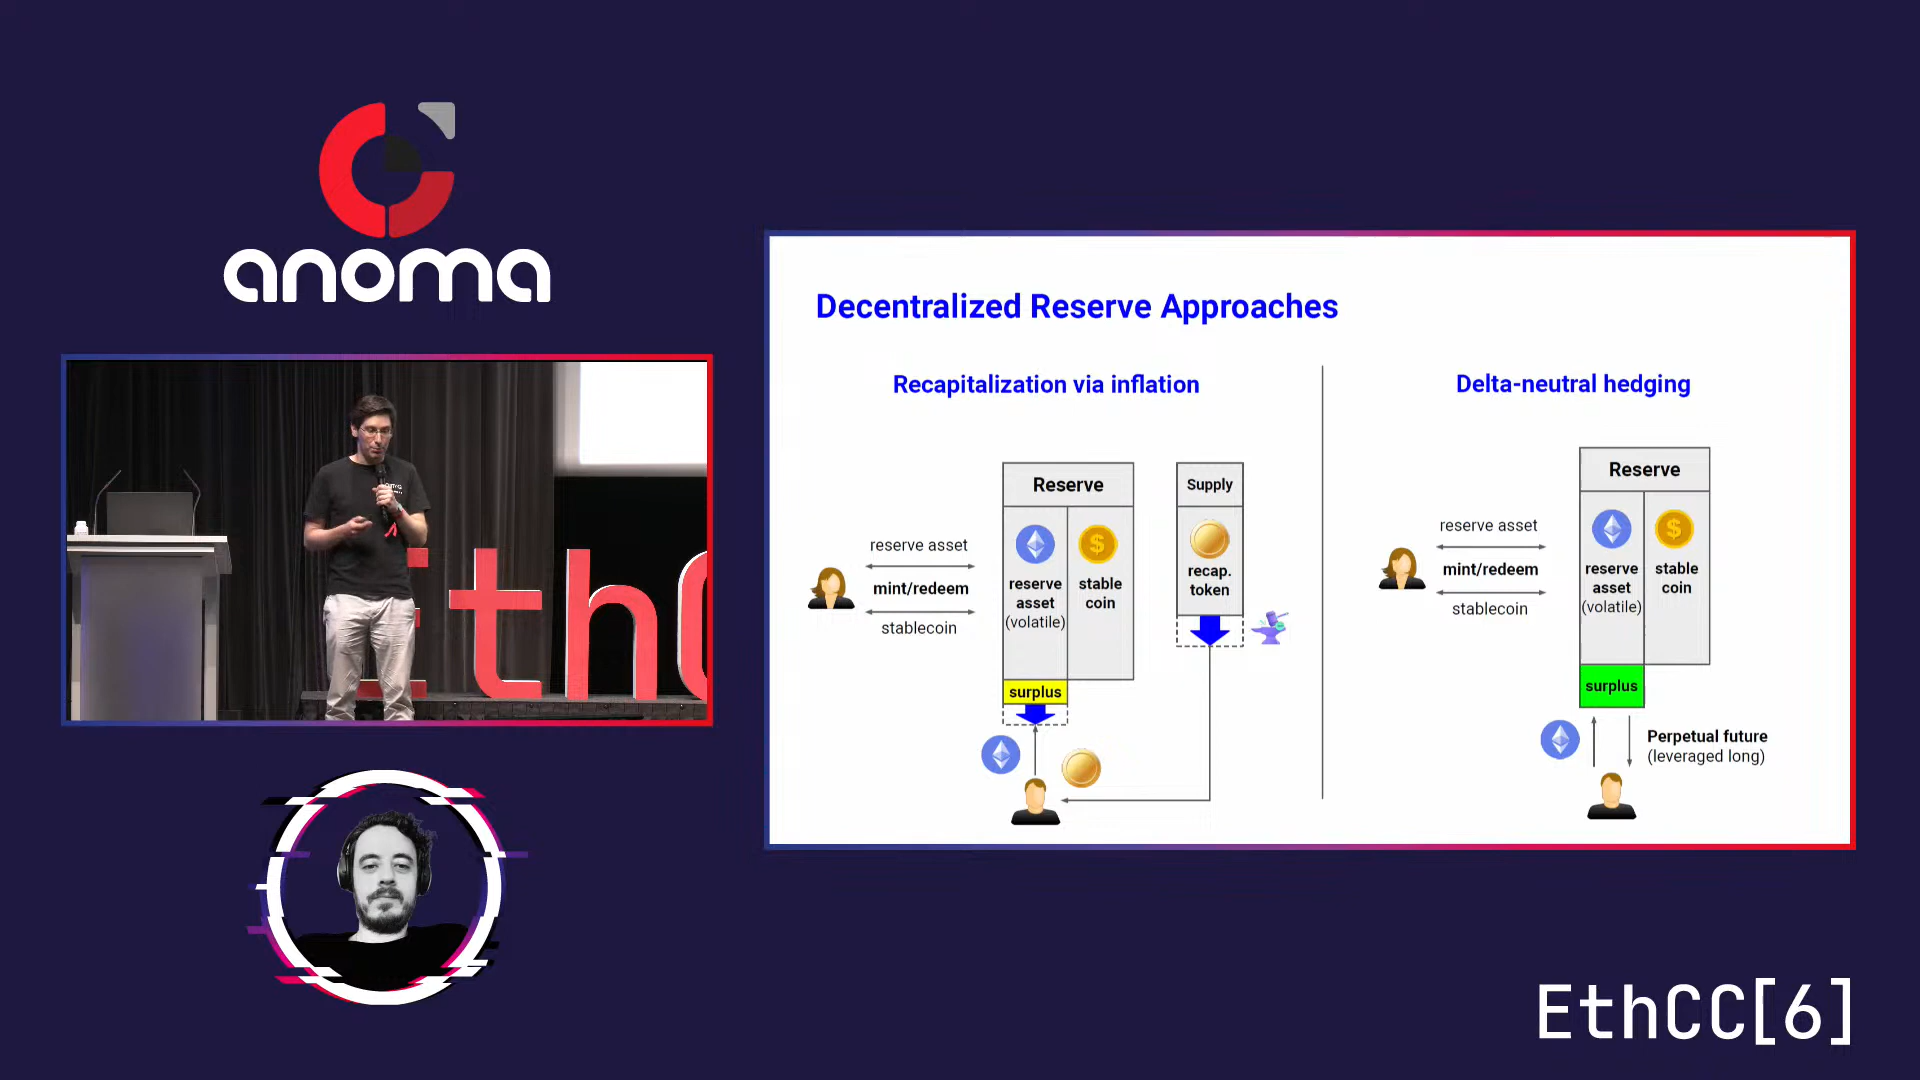 anoma
EthC
Decentralized Reserve Approaches
Recapitalization via inflation
reserve asset
mint/redeem
stablecoin
Reserve
reserve
asset
(volatile)
$
stable
coin
surplus
Supply
recap.
token
Delta-neutral hedging
reserve asset
mint/redeem
stablecoin
Reserve
reserve
asset
(volatile)
$
stable
coin
surplus
Perpetual future
(leveraged long)
EthCC[6]